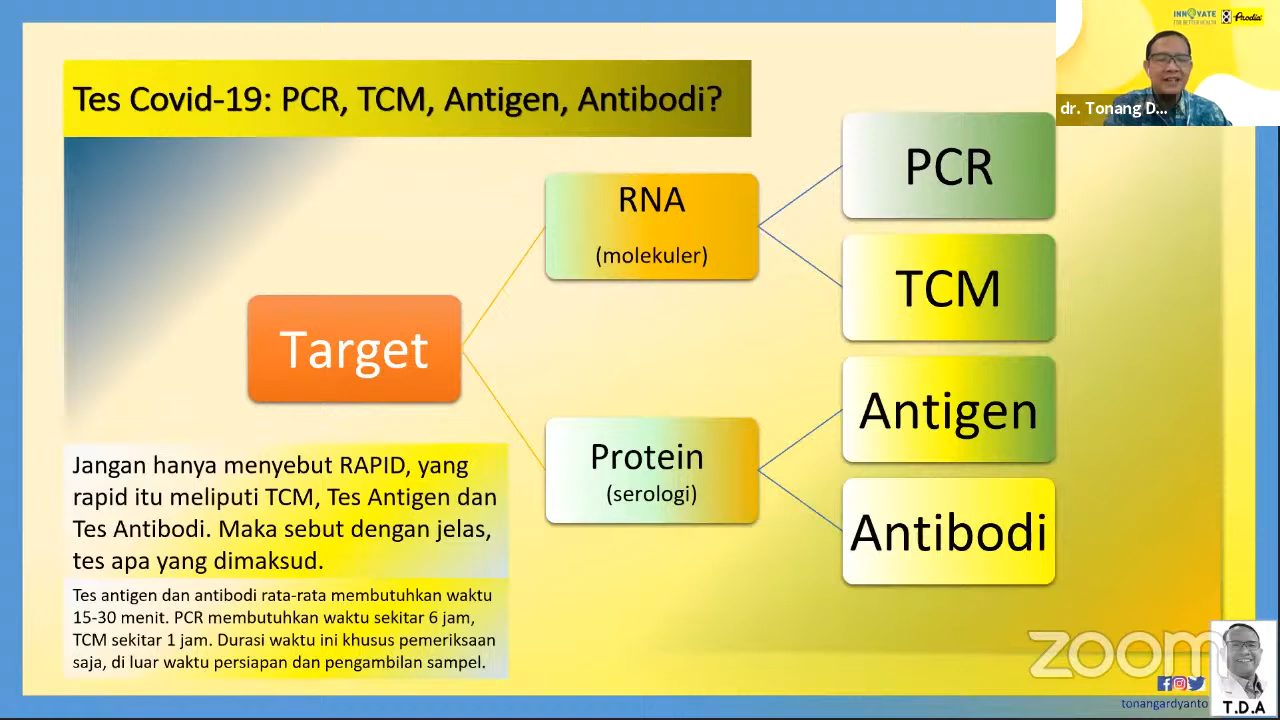 INNOVATE
FOR BETTER HEALTH
Prodia
dr. Tonang D...
Tes Covid-19: PCR, TCM, Antigen, Antibodi?
Target
RNA
(molekuler)
Protein
(serologi)
PCR
TCM
Antigen
Antibodi
Jangan hanya menyebut RAPID, yang
rapid itu meliputi TCM, Tes Antigen dan
Tes Antibodi. Maka sebut dengan jelas,
tes apa yang dimaksud.
Tes antigen dan antibodi rata-rata membutuhkan waktu
15-30 menit. PCR membutuhkan waktu sekitar 6 jam,
TCM sekitar 1 jam. Durasi waktu ini khusus pemeriksaan
saja, di luar waktu persiapan dan pengambilan sampel.
zoom
tonangardyanto
T.D.A